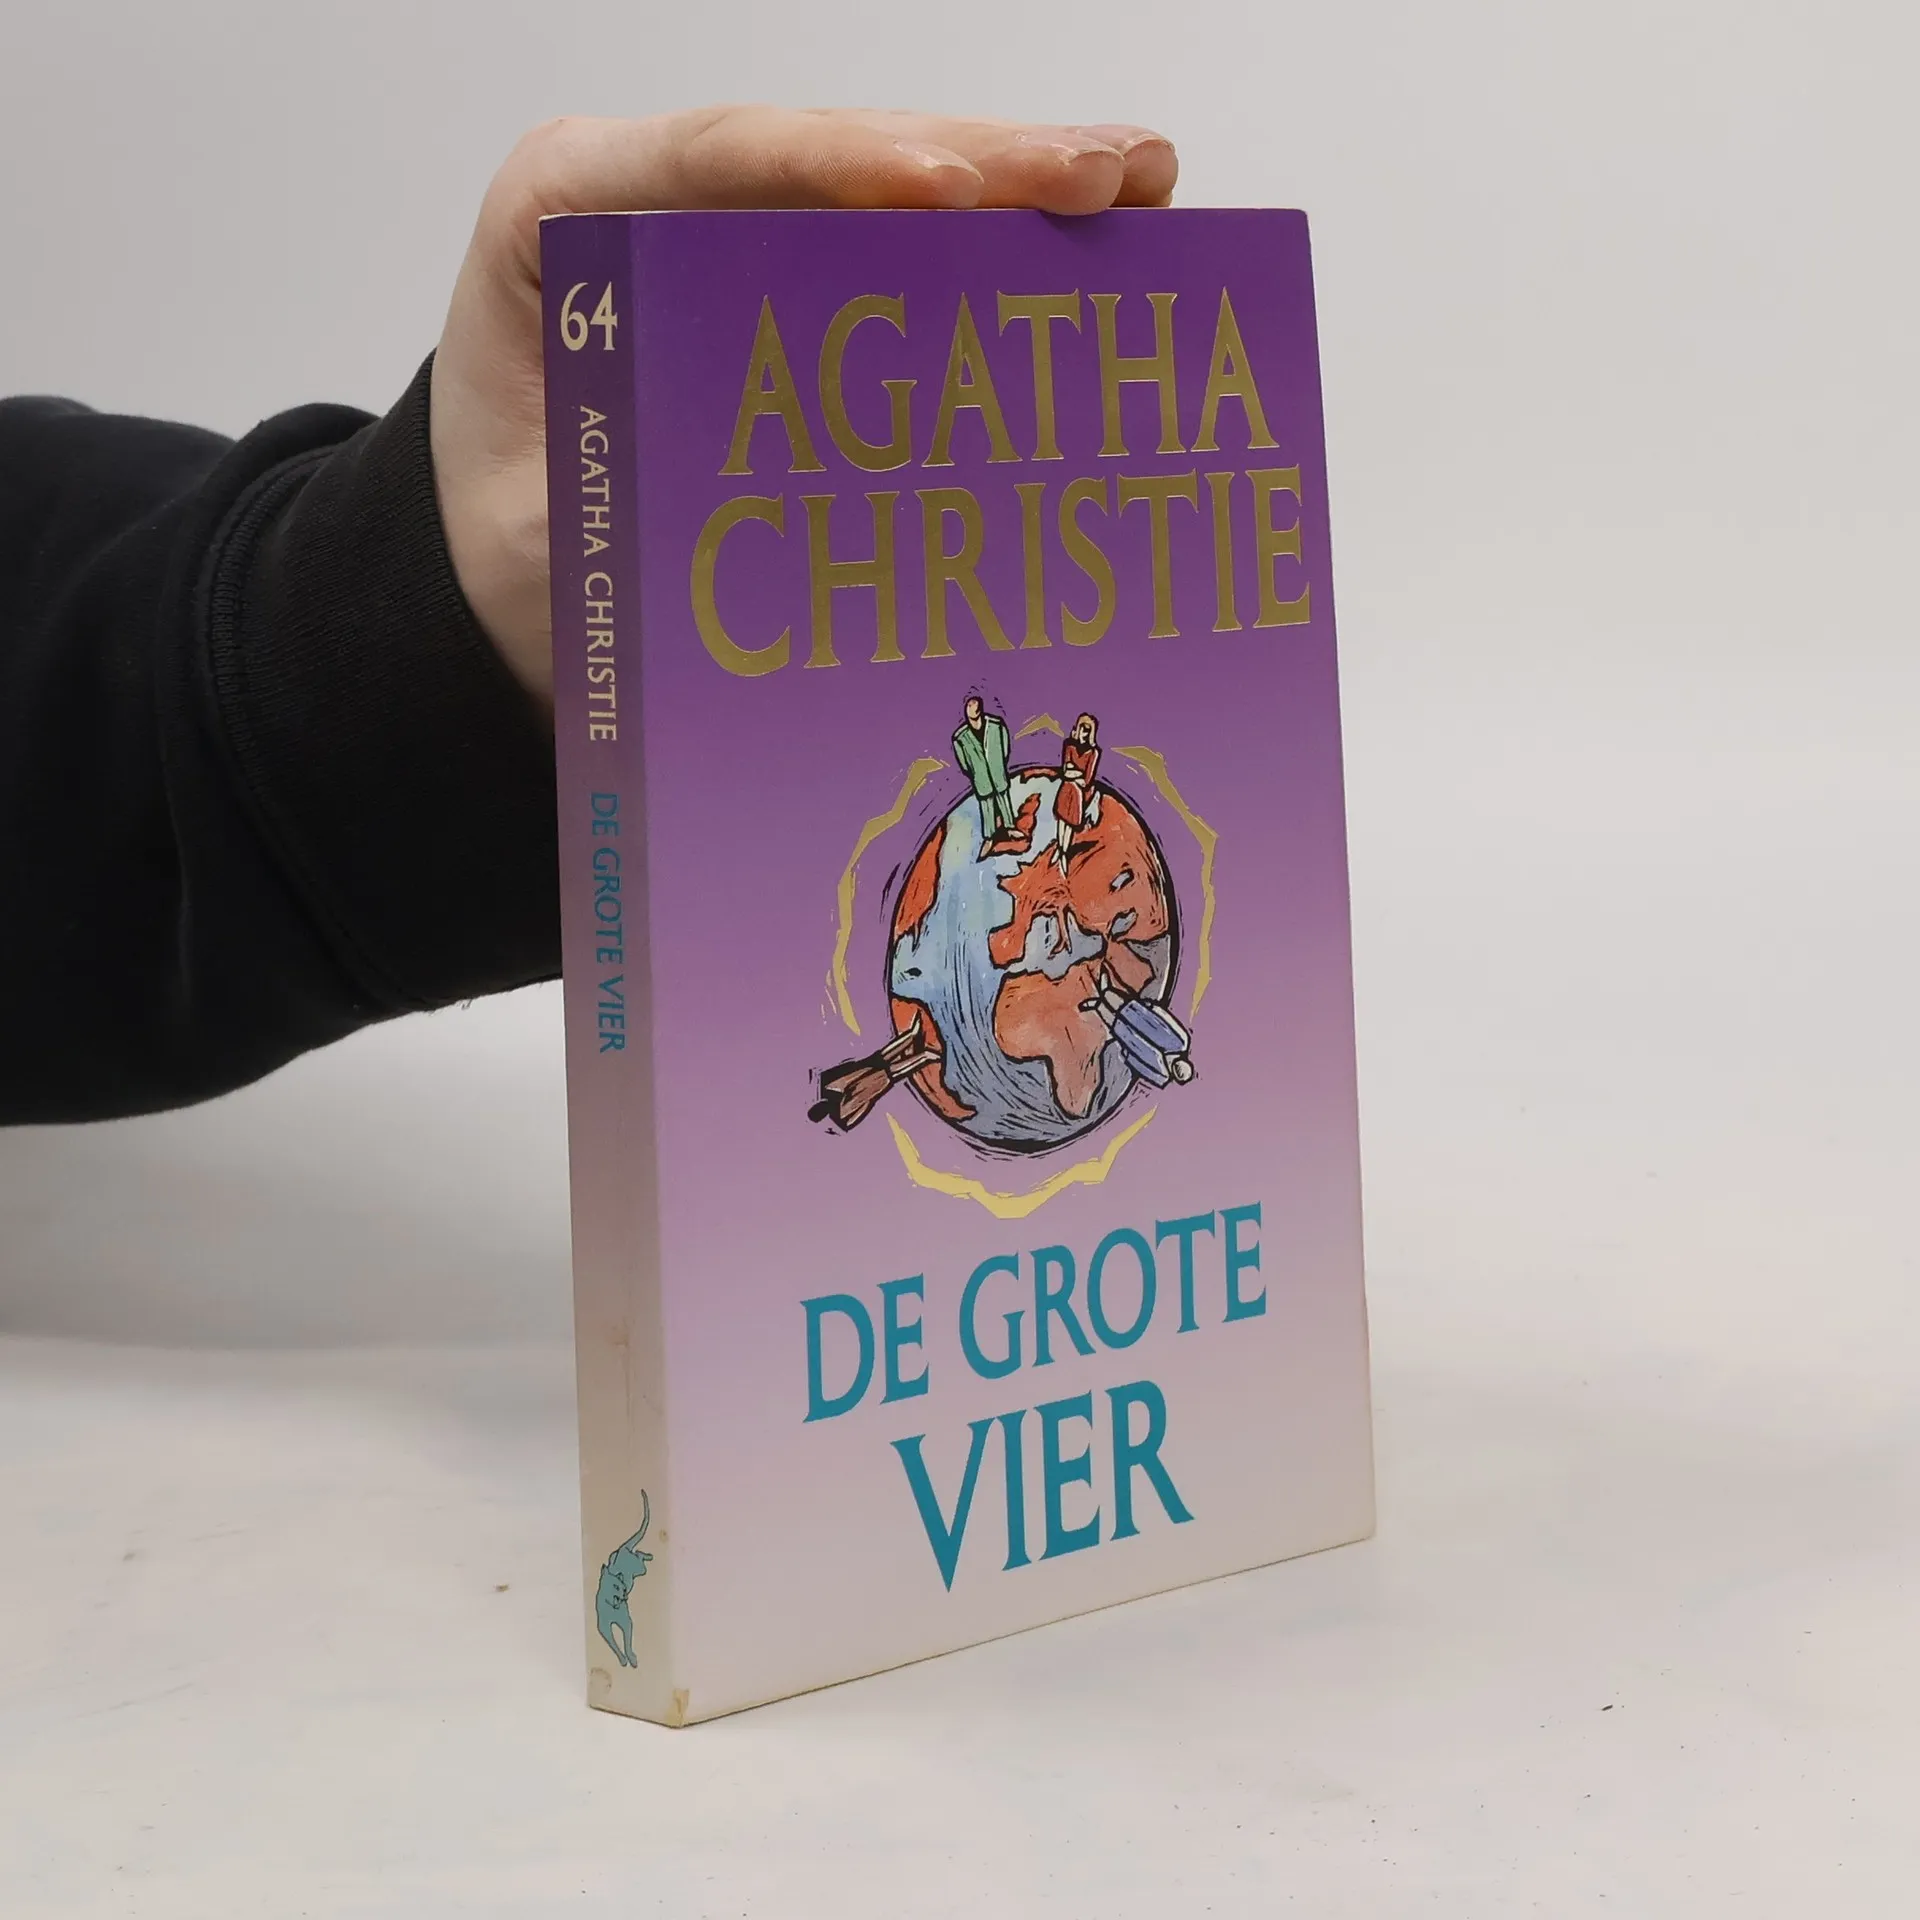 64
AGATHA CHRISTIE
DE GROTE VIER
AGATHA
CHRISTIE
DE GROTE
VIER